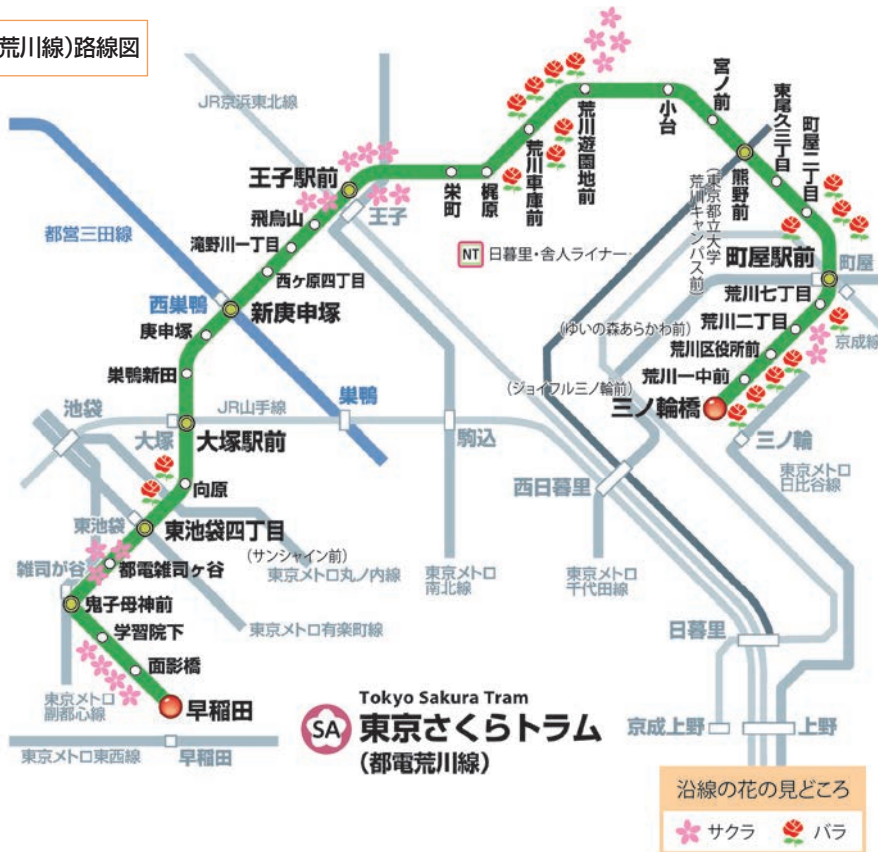 荒川線)路線図
JR京浜東北線
王子駅前
王子
飛鳥山
滝野川一丁目
西ヶ原四丁目
都営三田線
西巣鴨
新庚申塚
庚申塚
巣鴨新田
JR山手線
巣鴨
池袋
大塚
大塚駅前
駒込
向原
東池袋
東池袋四丁目
(サンシャイン前)
雑司が谷
都電雑司ヶ谷
東京メトロ丸ノ内線
鬼子母神前
学習院下
東京メトロ有楽町線
面影橋
東京メトロ
副都心線
早稲田
東京メトロ東西線
早稲田
栄町
梶原
荒川車庫前
荒川遊園地前
小台
宮ノ前
熊野前
(東京都立大学
荒川キャンパス前)
東尾久三丁目
町屋二丁目
NT 日暮里・舎人ライナー
町屋駅前
町屋
荒川七丁目
京成線
荒川二丁目
(ゆいの森あらかわ前)
荒川区役所前
荒川一中前
(ジョイフル三ノ輪前)
三ノ輪橋
三ノ輪
東京メトロ
日比谷線
西日暮里
東京メトロ
南北線
東京メトロ
千代田線
日暮里
京成上野
上野
SA
Tokyo Sakura Tram
東京さくらトラム
(都電荒川線)
沿線の花の見どころ
サクラ バラ